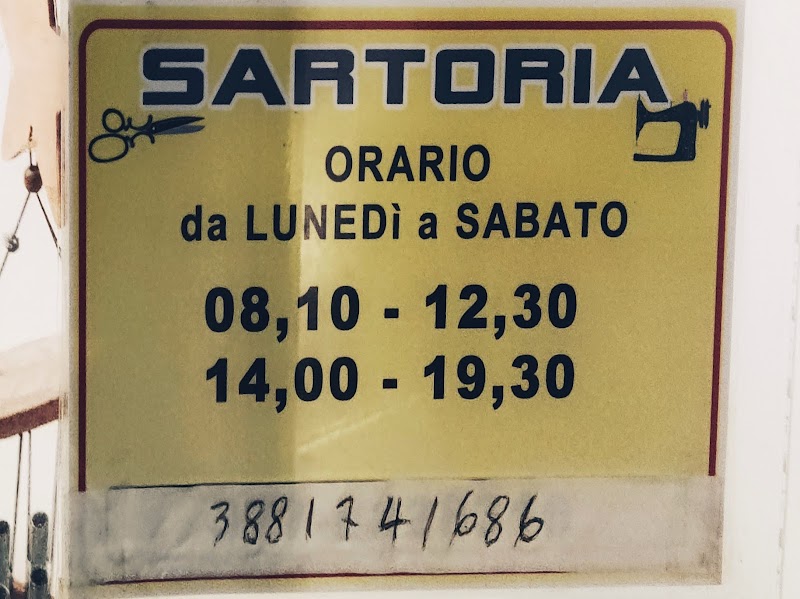 SARTORIA
ORARIO
da LUNEDì a SABATO
08,10 - 12,30
14,00 - 19,30
3881741686